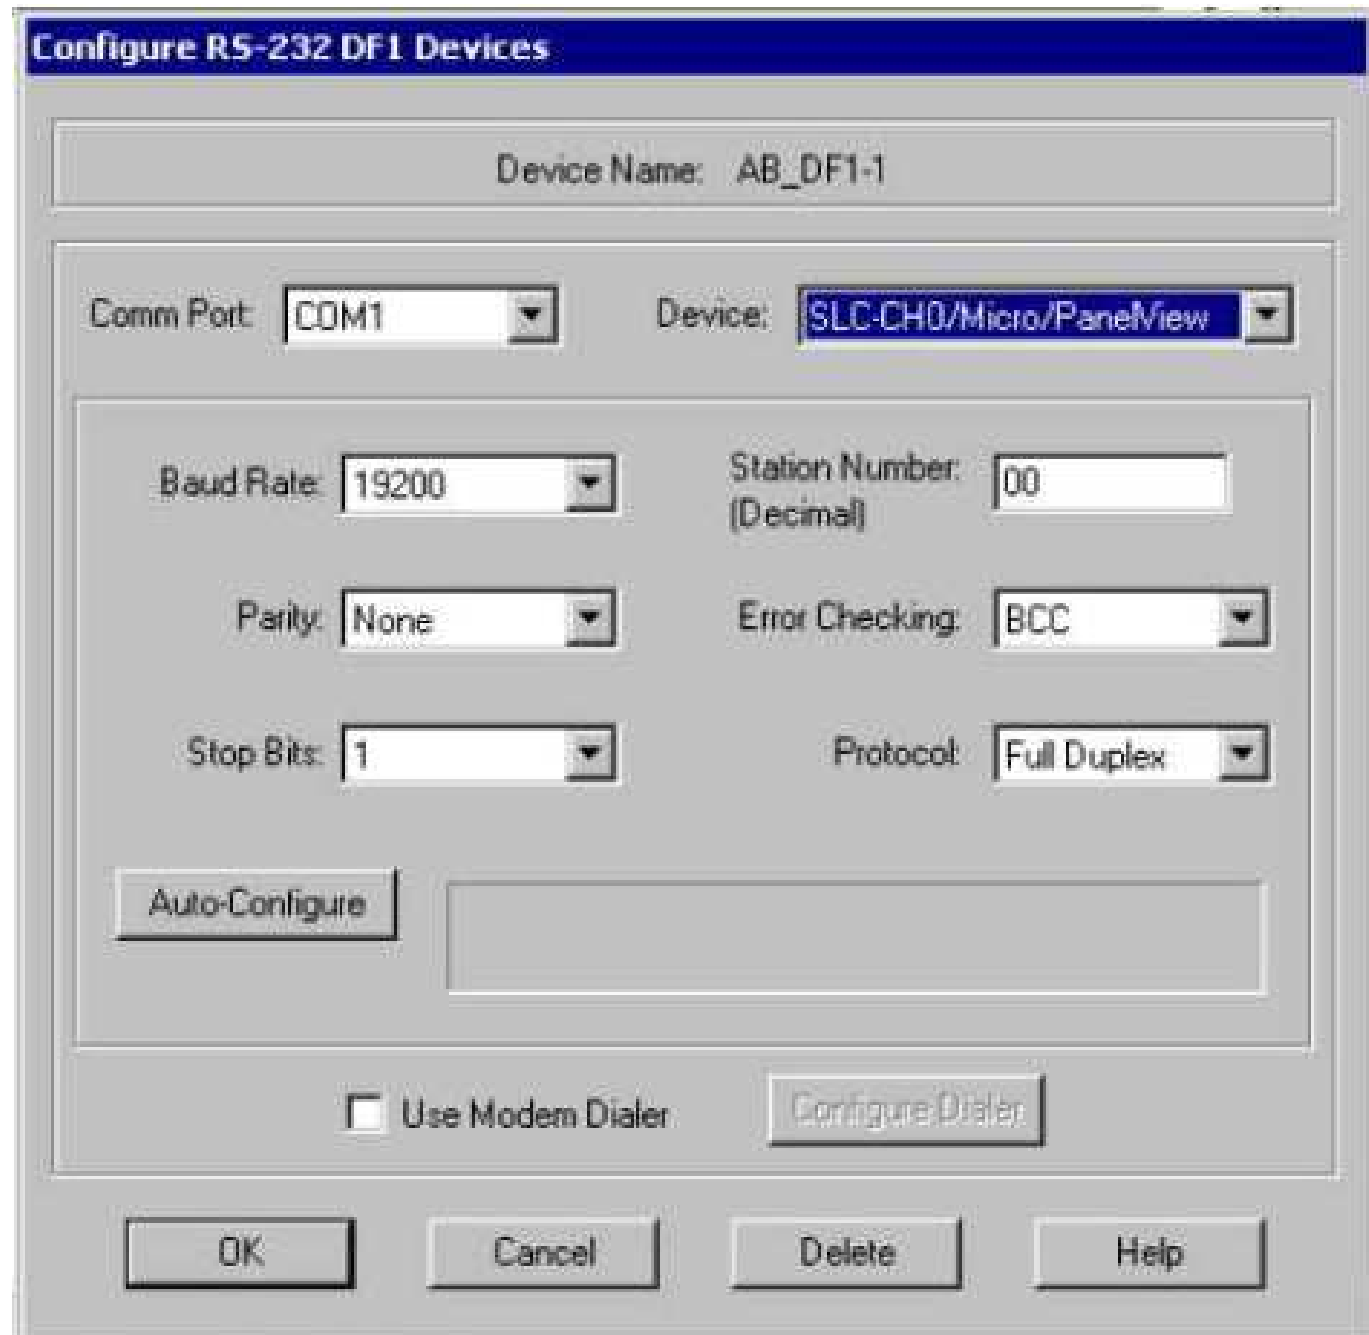 Configure RS-232 DF1 Devices
Device Name: AB_DF1-1
Comm Port: COM1 Device: SLC-CH0/Micro/PanelView
Baud Rate: 19200 Station Number: 00
(Decimal)
Parity: None Error Checking: BCC
Stop Bits: 1 Protocol: Full Duplex
Auto-Configure
Use Modem Dialer Configure Dialer
OK Cancel Delete Help